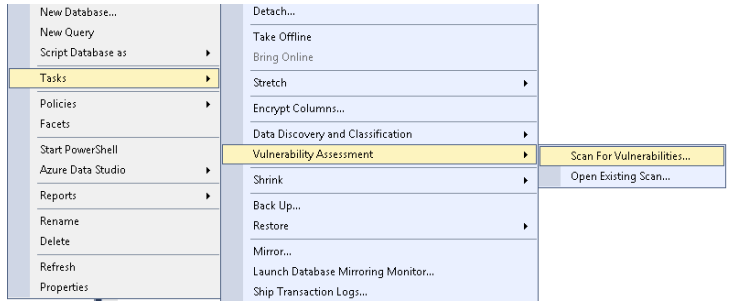 New Database...
New Query
Script Database as
Tasks
Policies
Facets
Start PowerShell
Azure Data Studio
Reports
Rename
Delete
Refresh
Properties
Detach...
Take Offline
Bring Online
Stretch
Encrypt Columns...
Data Discovery and Classification
Vulnerability Assessment
Shrink
Back Up...
Restore
Mirror...
Launch Database Mirroring Monitor...
Ship Transaction Logs...
Scan For Vulnerabilities...
Open Existing Scan...